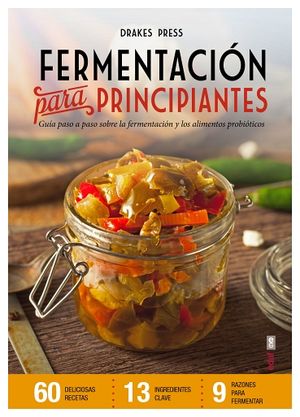 DRAKES PRESS
FERMENTACIÓN
para PRINCIPIANTES
Guía paso a paso sobre la fermentación y los alimentos probióticos
60 DELICIOSAS RECETAS
13 INGREDIENTES CLAVE
9 RAZONES PARA FERMENTAR